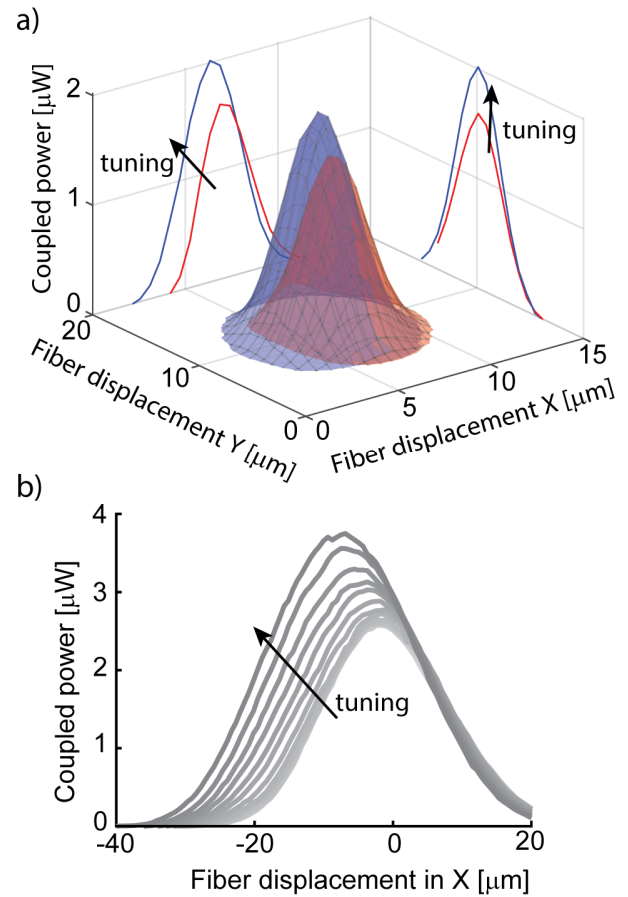 a)
Coupled power [μW]
2
1
0
tuning
tuning
20
10
0
Fiber displacement Y [μm]
0
5
10
15
Fiber displacement X [μm]
b)
Coupled power [μW]
4
3
2
1
0
tuning
-40
-20
0
20
Fiber displacement in X [μm]